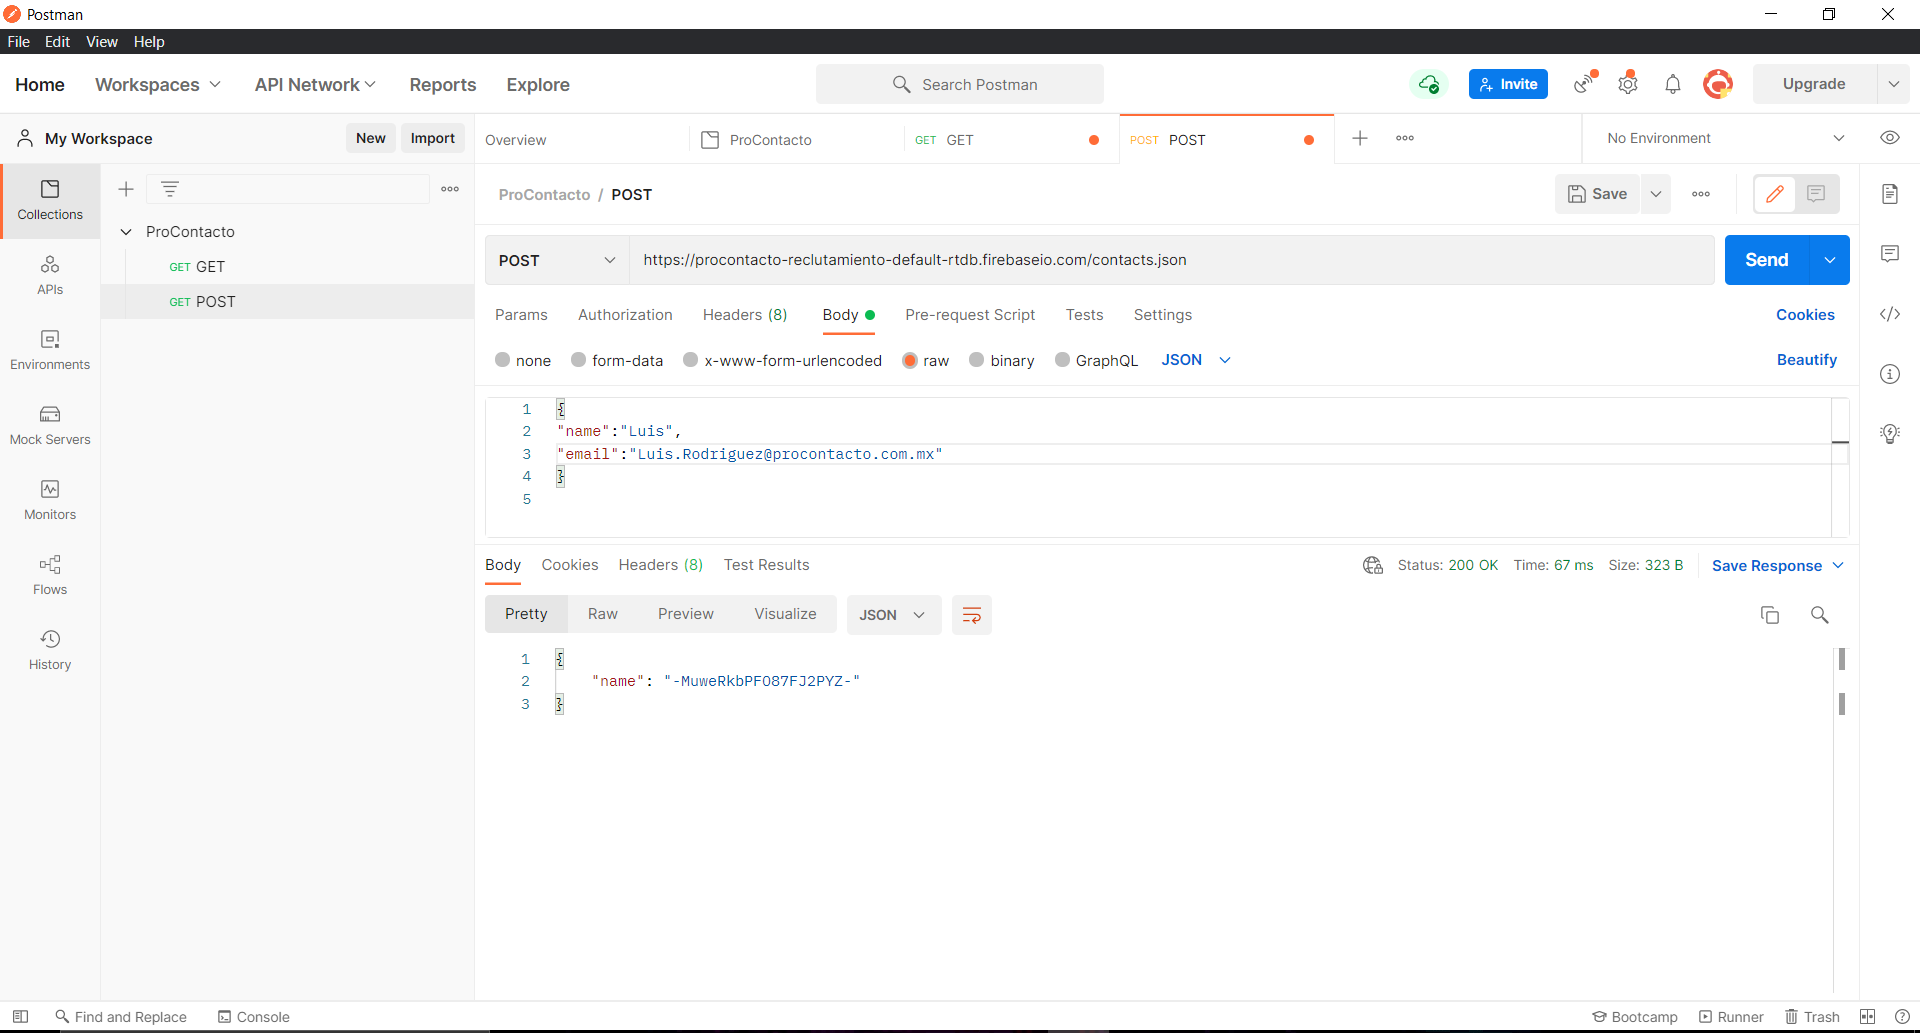 Postman
File Edit View Help
Home Workspaces API Network Reports Explore Search Postman Invite Upgrade
My Workspace New Import Overview ProContacto GET GET POST POST No Environment
Collections
APIs
Environments
Mock Servers
Monitors
Flows
History
ProContacto
GET GET
GET POST
ProContacto / POST Save
POST https://procontacto-reclutamiento-default-rtdb.firebaseio.com/contacts.json Send
Params Authorization Headers (8) Body Pre-request Script Tests Settings Cookies
none form-data x-www-form-urlencoded raw binary GraphQL JSON Beautify
1 {
2 "name":"Luis",
3 "email":"Luis.Rodriguez@procontacto.com.mx"
4 }
5
Body Cookies Headers (8) Test Results Status: 200 OK Time: 67 ms Size: 323 B Save Response
Pretty Raw Preview Visualize JSON
1 {
2 "name": "-MuweRkbPFO87FJ2PYZ-"
3 }
Find and Replace Console Bootcamp Runner Trash